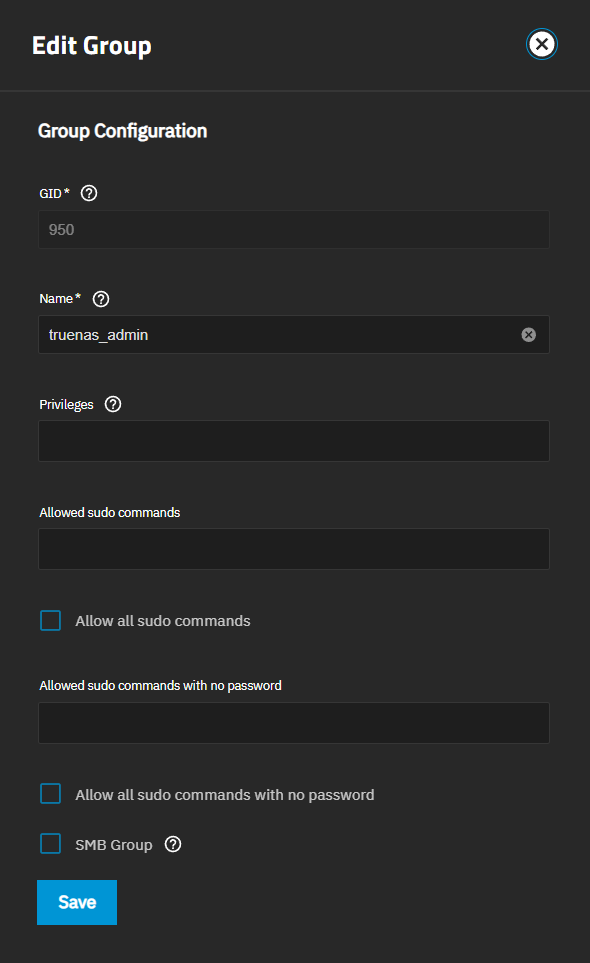 Edit Group
Group Configuration
GID *
950
Name *
truenas_admin
Privileges
Allowed sudo commands
Allow all sudo commands
Allowed sudo commands with no password
Allow all sudo commands with no password
SMB Group
Save